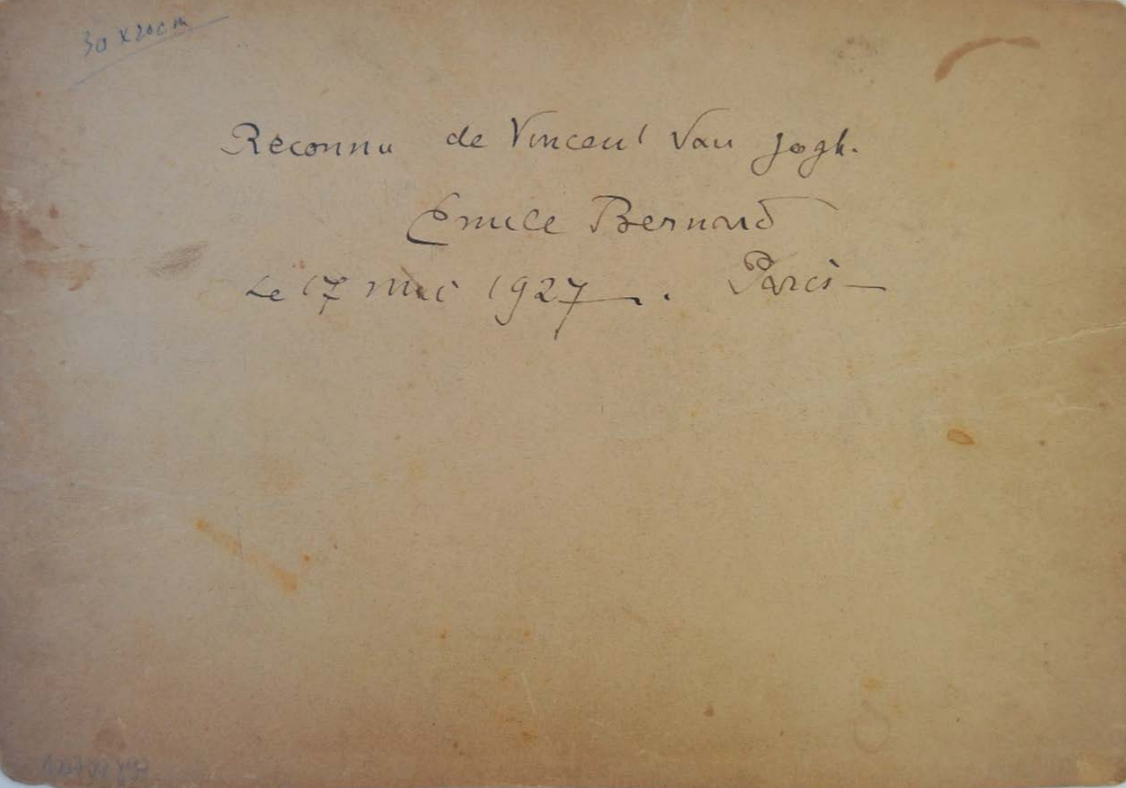 30 x 20cm
Reconnu de Vincent Van gogh.
Emile Bernard
Le 17 mai 1927 — . Paris —